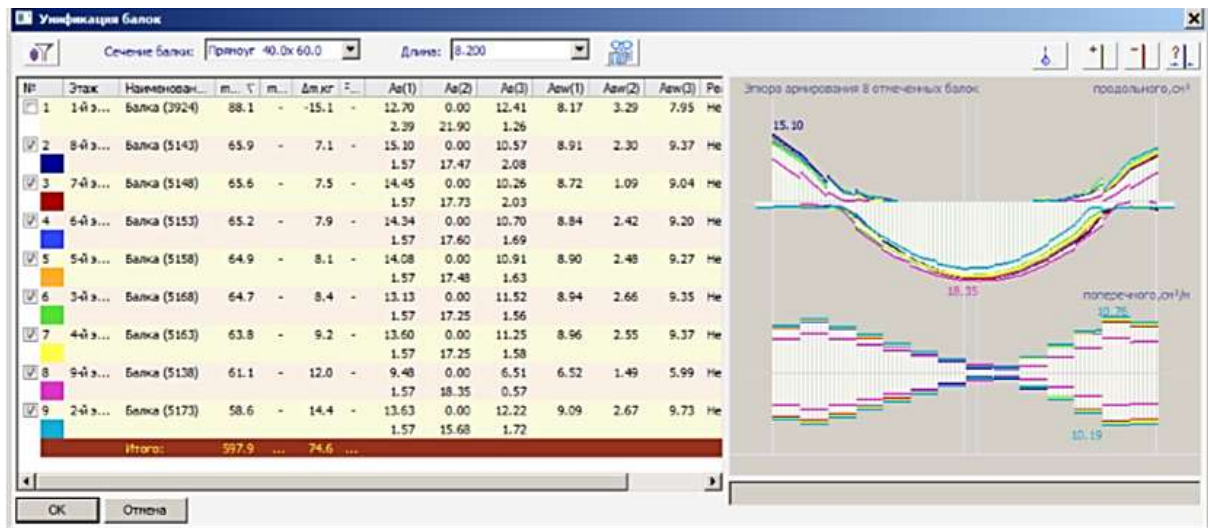 Унификация балок
Сечение балки: Прямоуг 40.0x 60.0 Длина: 8.200
№ Этаж Наименован... m... m... Δm,кг As(1) As(2) As(3) Asw(1) Asw(2) Asw(3)
1 1-й э... Балка (3924) 88.1 - -15.1 - 12.70 0.00 12.41 8.17 3.29 7.95 Не
2.39 21.90 1.26
2 8-й э... Балка (5143) 65.9 - 7.1 - 15.10 0.00 10.57 8.91 2.30 9.37 Не
1.57 17.47 2.08
3 7-й э... Балка (5148) 65.6 - 7.5 - 14.45 0.00 10.26 8.72 1.09 9.04 Не
1.57 17.73 2.03
4 6-й э... Балка (5153) 65.2 - 7.9 - 14.34 0.00 10.70 8.84 2.42 9.20 Не
1.57 17.60 1.69
5 5-й э... Балка (5158) 64.9 - 8.1 - 14.08 0.00 10.91 8.90 2.48 9.27 Не
1.57 17.48 1.63
6 3-й э... Балка (5168) 64.7 - 8.4 - 13.13 0.00 11.52 8.94 2.66 9.35 Не
1.57 17.25 1.56
7 4-й э... Балка (5163) 63.8 - 9.2 - 13.60 0.00 11.25 8.96 2.55 9.37 Не
1.57 17.25 1.58
8 9-й э... Балка (5138) 61.1 - 12.0 - 9.48 0.00 6.51 6.52 1.49 5.99 Не
1.57 18.35 0.57
9 2-й э... Балка (5173) 58.6 - 14.4 - 13.63 0.00 12.22 9.09 2.67 9.73 Не
1.57 15.68 1.72
Итого: 597.9 ... 74.6 ...
OK Отмена
Эпюра армирования 8 отмеченных балок продольного,см²
15.10
18.35
поперечного,см²/м
10.76
10.19